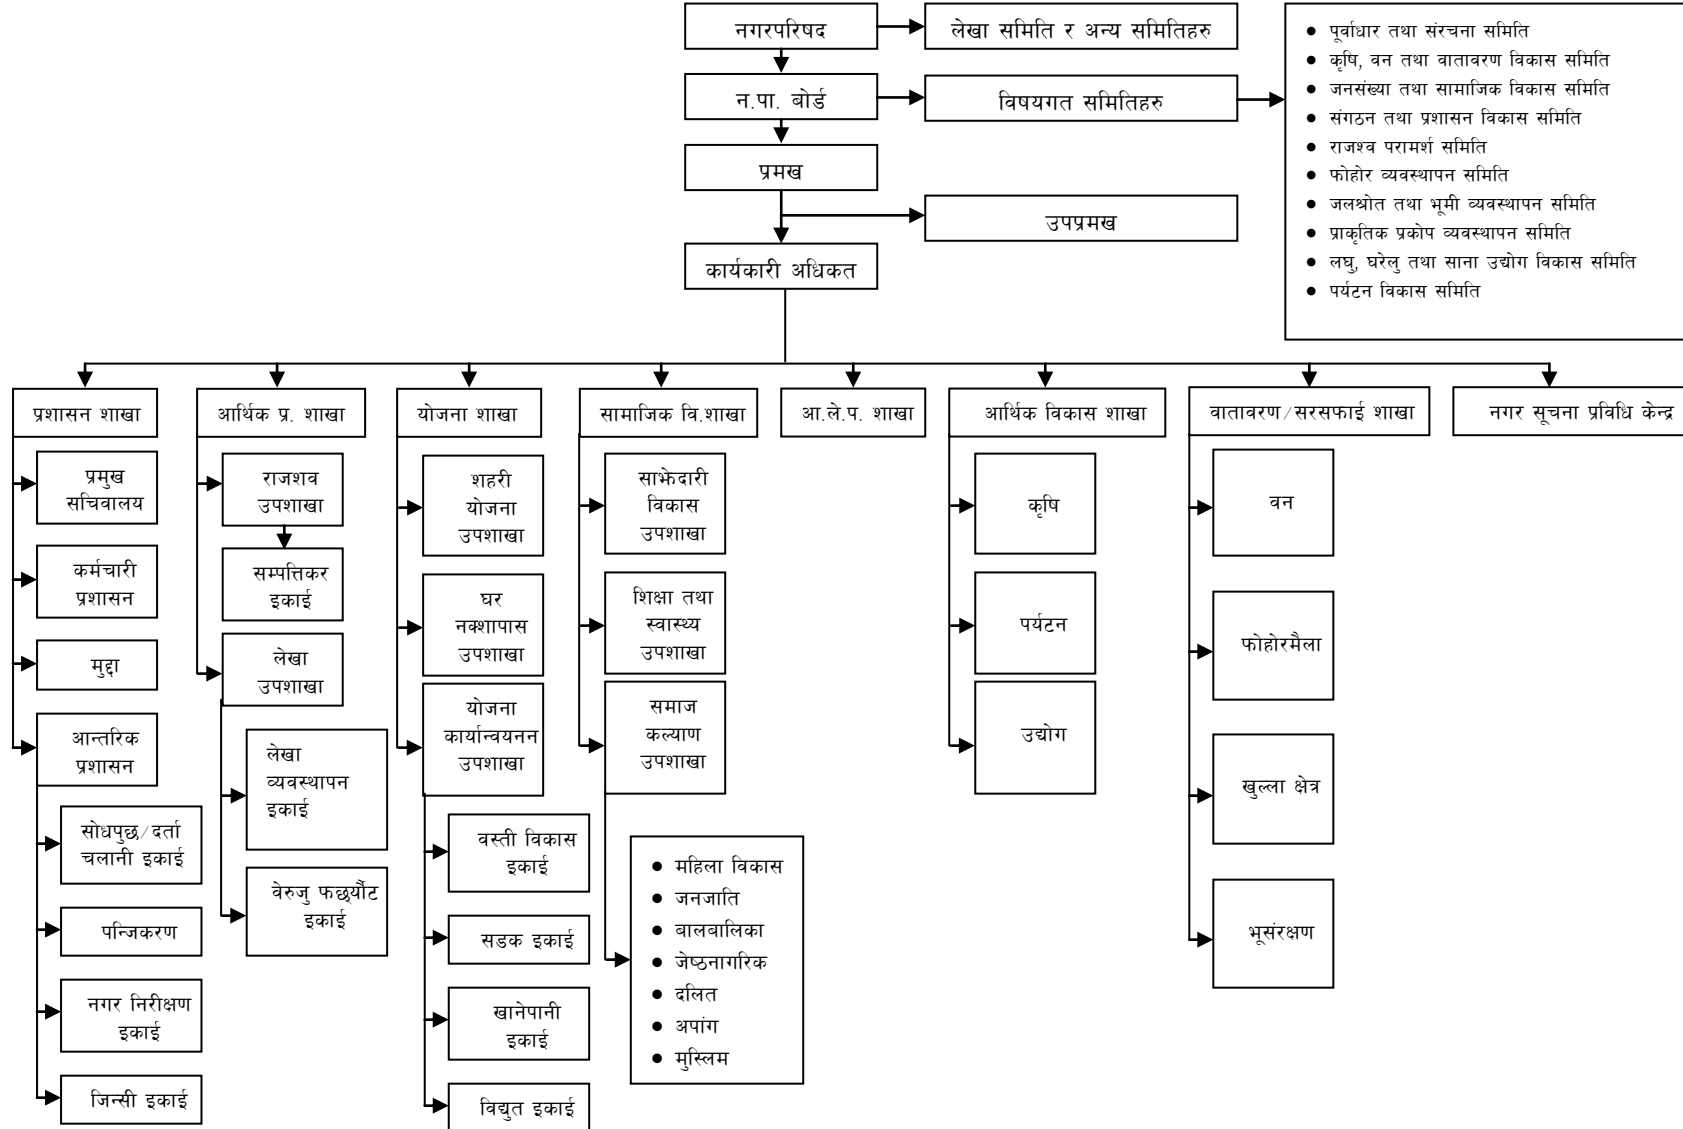 नगरपरिषद
लेखा समिति र अन्य समितिहरु
न.पा. बोर्ड
विषयगत समितिहरु
प्रमख
उपप्रमख
कार्यकारी अधिकत
पूर्वाधार तथा संरचना समिति
कृषि, वन तथा वातावरण विकास समिति
जनसंख्या तथा सामाजिक विकास समिति
संगठन तथा प्रशासन विकास समिति
राजश्व परामर्श समिति
फोहोर व्यवस्थापन समिति
जलश्रोत तथा भूमी व्यवस्थापन समिति
प्राकृतिक प्रकोप व्यवस्थापन समिति
लघु, घरेलु तथा साना उद्योग विकास समिति
पर्यटन विकास समिति
प्रशासन शाखा
आर्थिक प्र. शाखा
योजना शाखा
सामाजिक वि.शाखा
आ.ले.प. शाखा
आर्थिक विकास शाखा
वातावरण/सरसफाई शाखा
नगर सूचना प्रविधि केन्द्र
प्रमुख
सचिवालय
कर्मचारी
प्रशासन
मुद्दा
आन्तरिक
प्रशासन
सोधपुछ/दर्ता
चलानी इकाई
पन्जिकरण
नगर निरीक्षण
इकाई
जिन्सी इकाई
राजशव
उपशाखा
सम्पत्तिकर
इकाई
लेखा
उपशाखा
लेखा
व्यवस्थापन
इकाई
वेरुजु फछर्यौट
इकाई
शहरी
योजना
उपशाखा
घर
नक्शापास
उपशाखा
योजना
कार्यान्वयनन
उपशाखा
वस्ती विकास
इकाई
सडक इकाई
खानेपानी
इकाई
विद्युत इकाई
साझेदारी
विकास
उपशाखा
शिक्षा तथा
स्वास्थ्य
उपशाखा
समाज
कल्याण
उपशाखा
महिला विकास
जनजाति
बालबालिका
जेष्ठनागरिक
दलित
अपांग
मुस्लिम
कृषि
पर्यटन
उद्योग
वन
फोहोरमैला
खुल्ला क्षेत्र
भूसंरक्षण